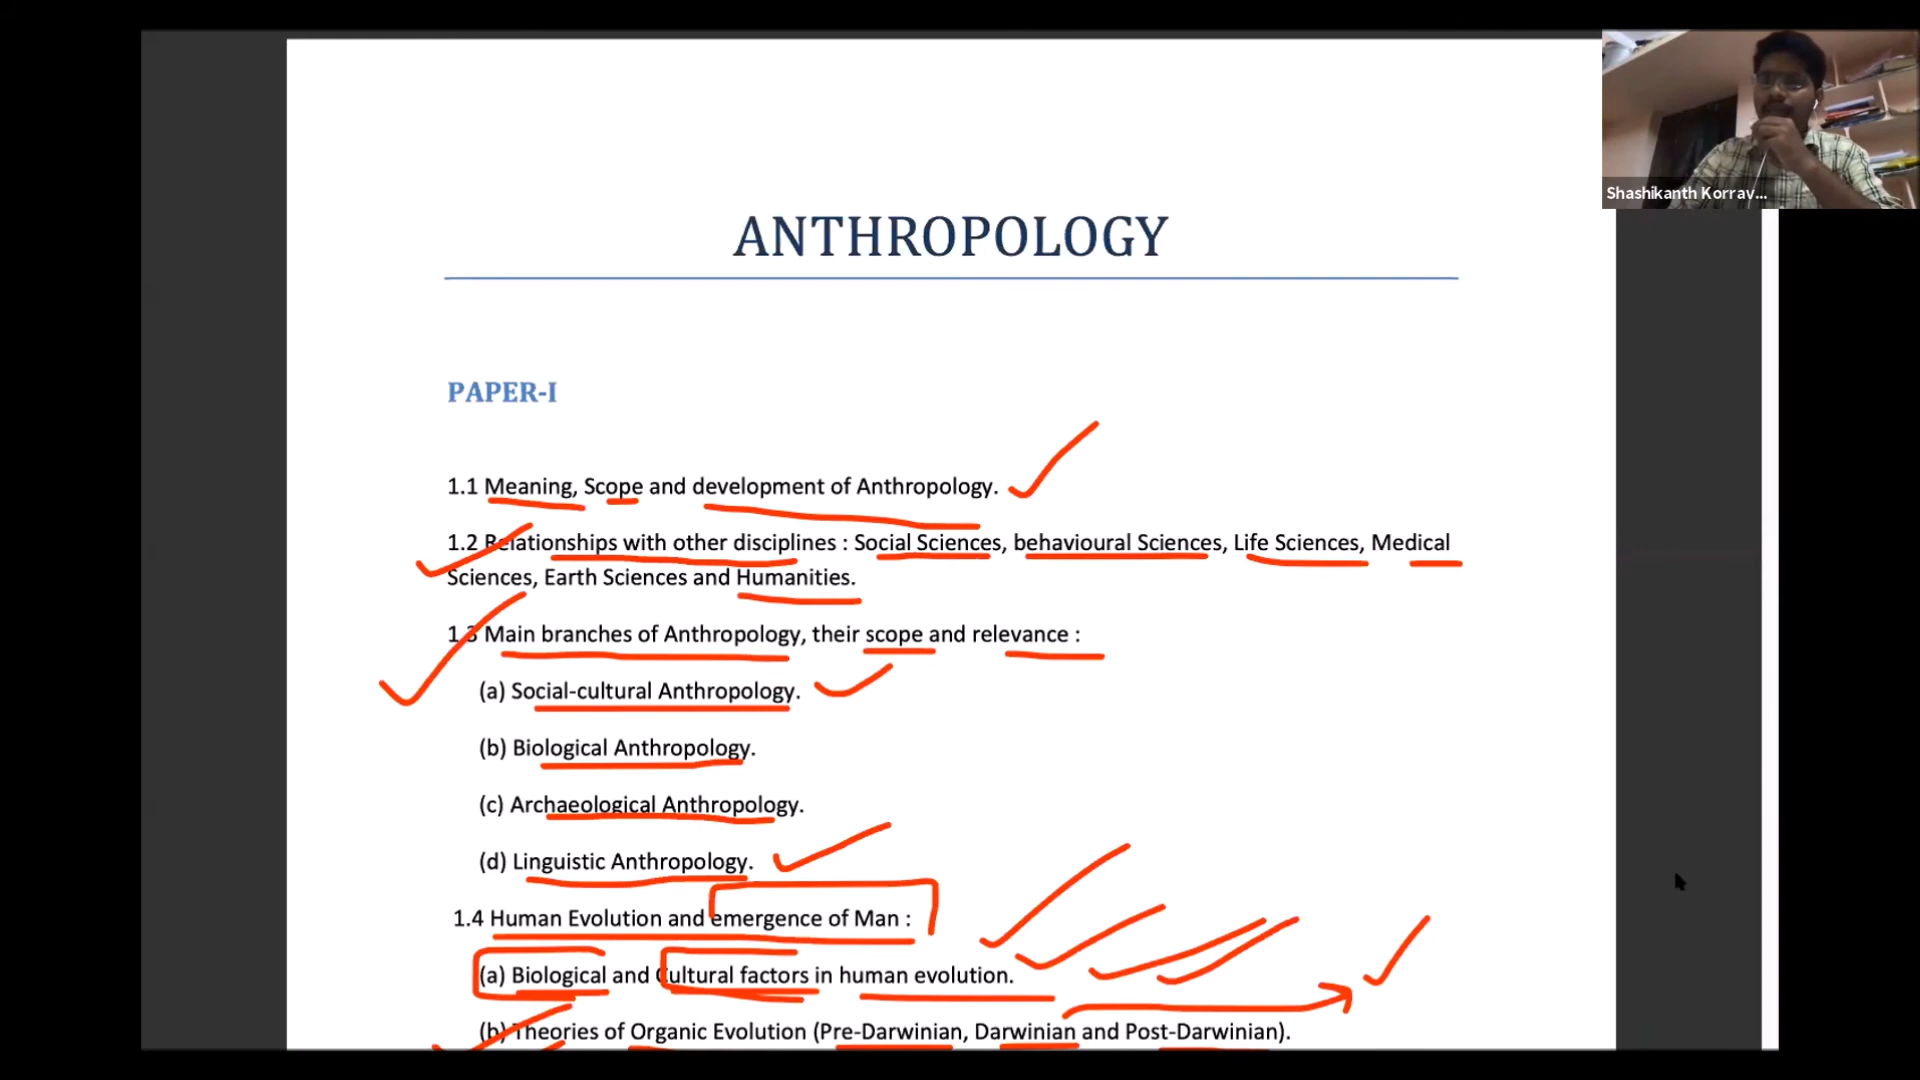 Shashikanth Korrav...
ANTHROPOLOGY
PAPER-I
1.1 Meaning, Scope and development of Anthropology.
1.2 Relationships with other disciplines : Social Sciences, behavioural Sciences, Life Sciences, Medical
Sciences, Earth Sciences and Humanities.
1.3 Main branches of Anthropology, their scope and relevance :
(a) Social-cultural Anthropology.
(b) Biological Anthropology.
(c) Archaeological Anthropology.
(d) Linguistic Anthropology.
1.4 Human Evolution and emergence of Man :
(a) Biological and Cultural factors in human evolution.
(b) Theories of Organic Evolution (Pre-Darwinian, Darwinian and Post-Darwinian).